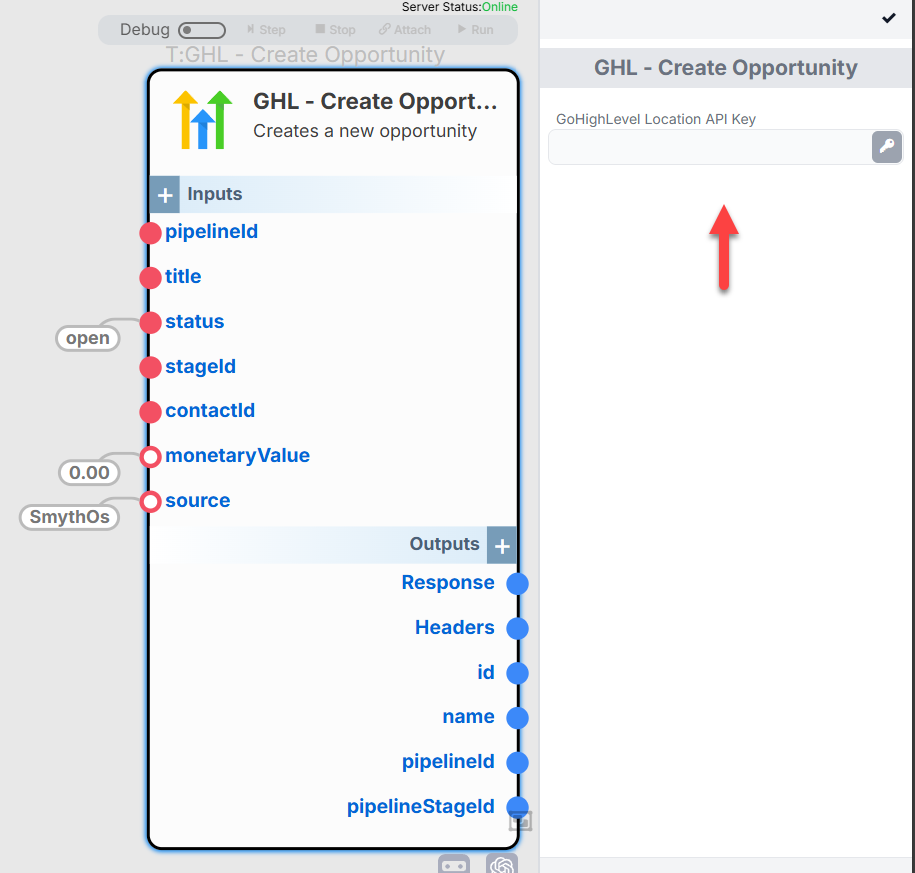 Server Status:Online
Debug
Step
Stop
Attach
Run
T:GHL - Create Opportunity
GHL - Create Opport...
Creates a new opportunity
Inputs
pipelineId
title
status
open
stageId
contactId
monetaryValue
0.00
source
SmythOs
Outputs
Response
Headers
id
name
pipelineId
pipelineStageId
GHL - Create Opportunity
GoHighLevel Location API Key